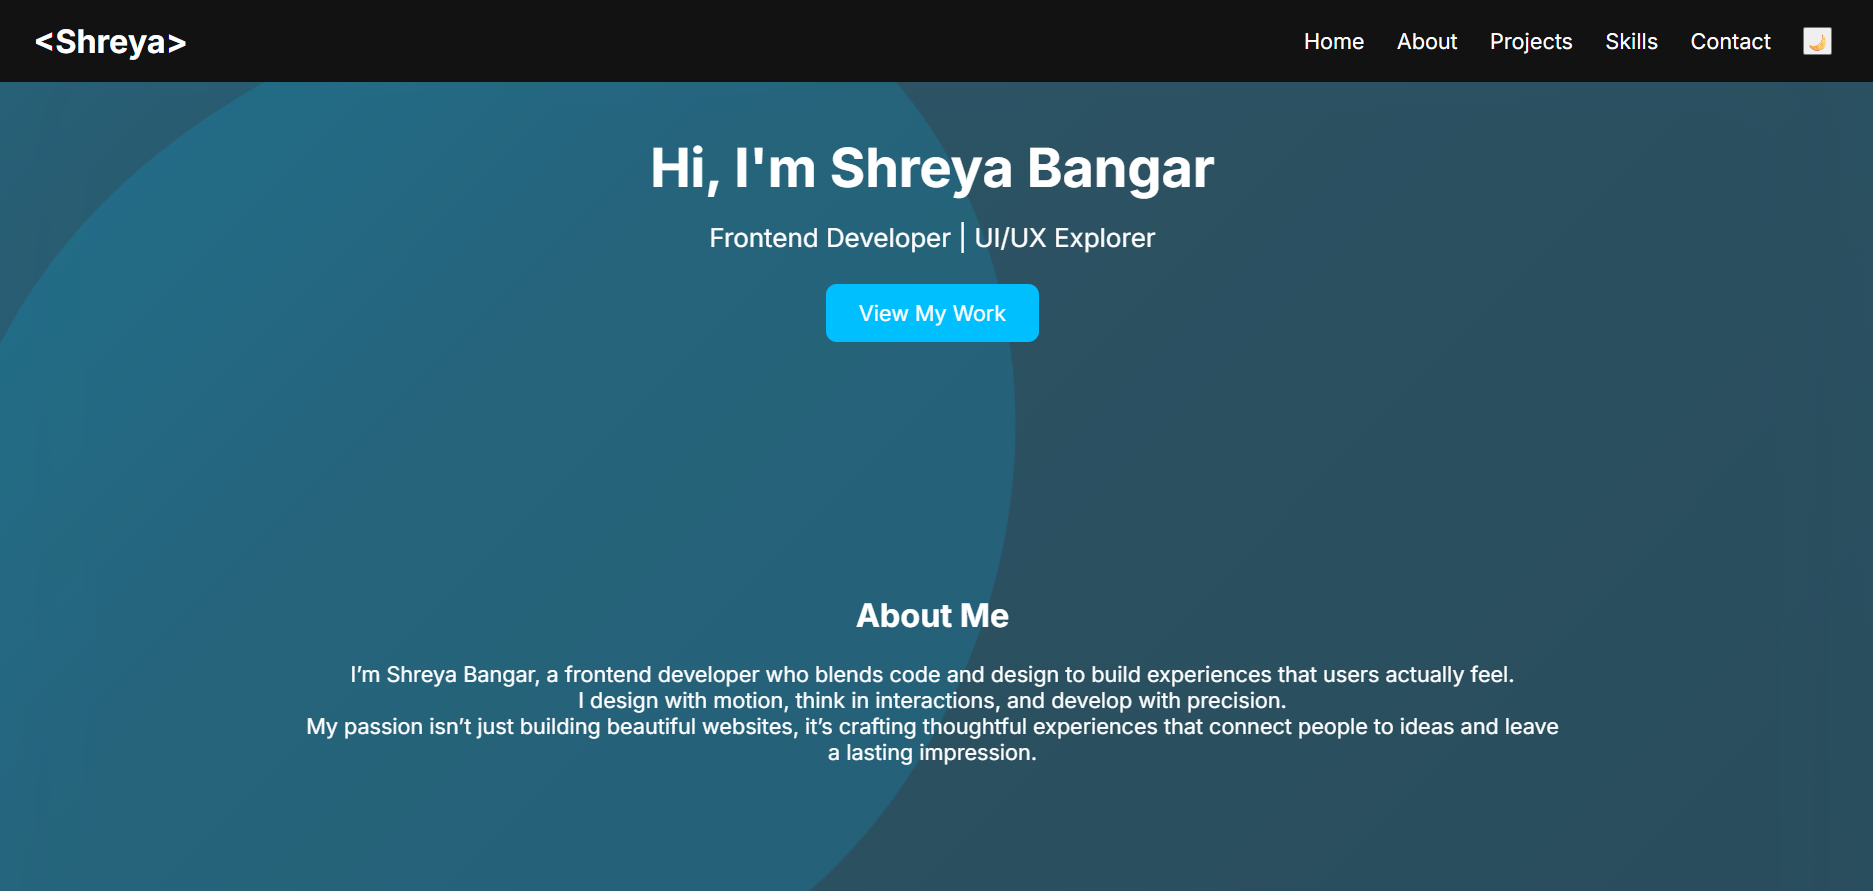 <Shreya>
Home About Projects Skills Contact
Hi, I'm Shreya Bangar
Frontend Developer | UI/UX Explorer
View My Work
About Me
I’m Shreya Bangar, a frontend developer who blends code and design to build experiences that users actually feel.
I design with motion, think in interactions, and develop with precision.
My passion isn’t just building beautiful websites, it’s crafting thoughtful experiences that connect people to ideas and leave
a lasting impression.